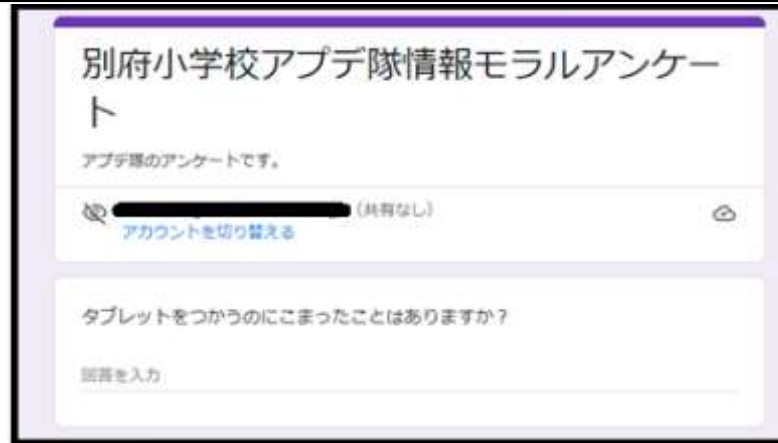 別府小学校アプデ隊情報モラルアンケー
ト
アプデ隊のアンケートです。
(共有なし)
アカウントを切り替える
タブレットをつかうのにこまったことはありますか？
回答を入力